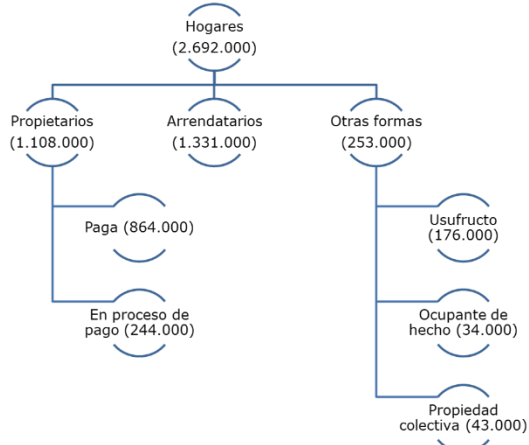 Hogares
(2.692.000)
Propietarios
(1.108.000)
Arrendatarios
(1.331.000)
Otras formas
(253.000)
Paga (864.000)
En proceso de
pago (244.000)
Usufructo
(176.000)
Ocupante de
hecho (34.000)
Propiedad
colectiva (43.000)